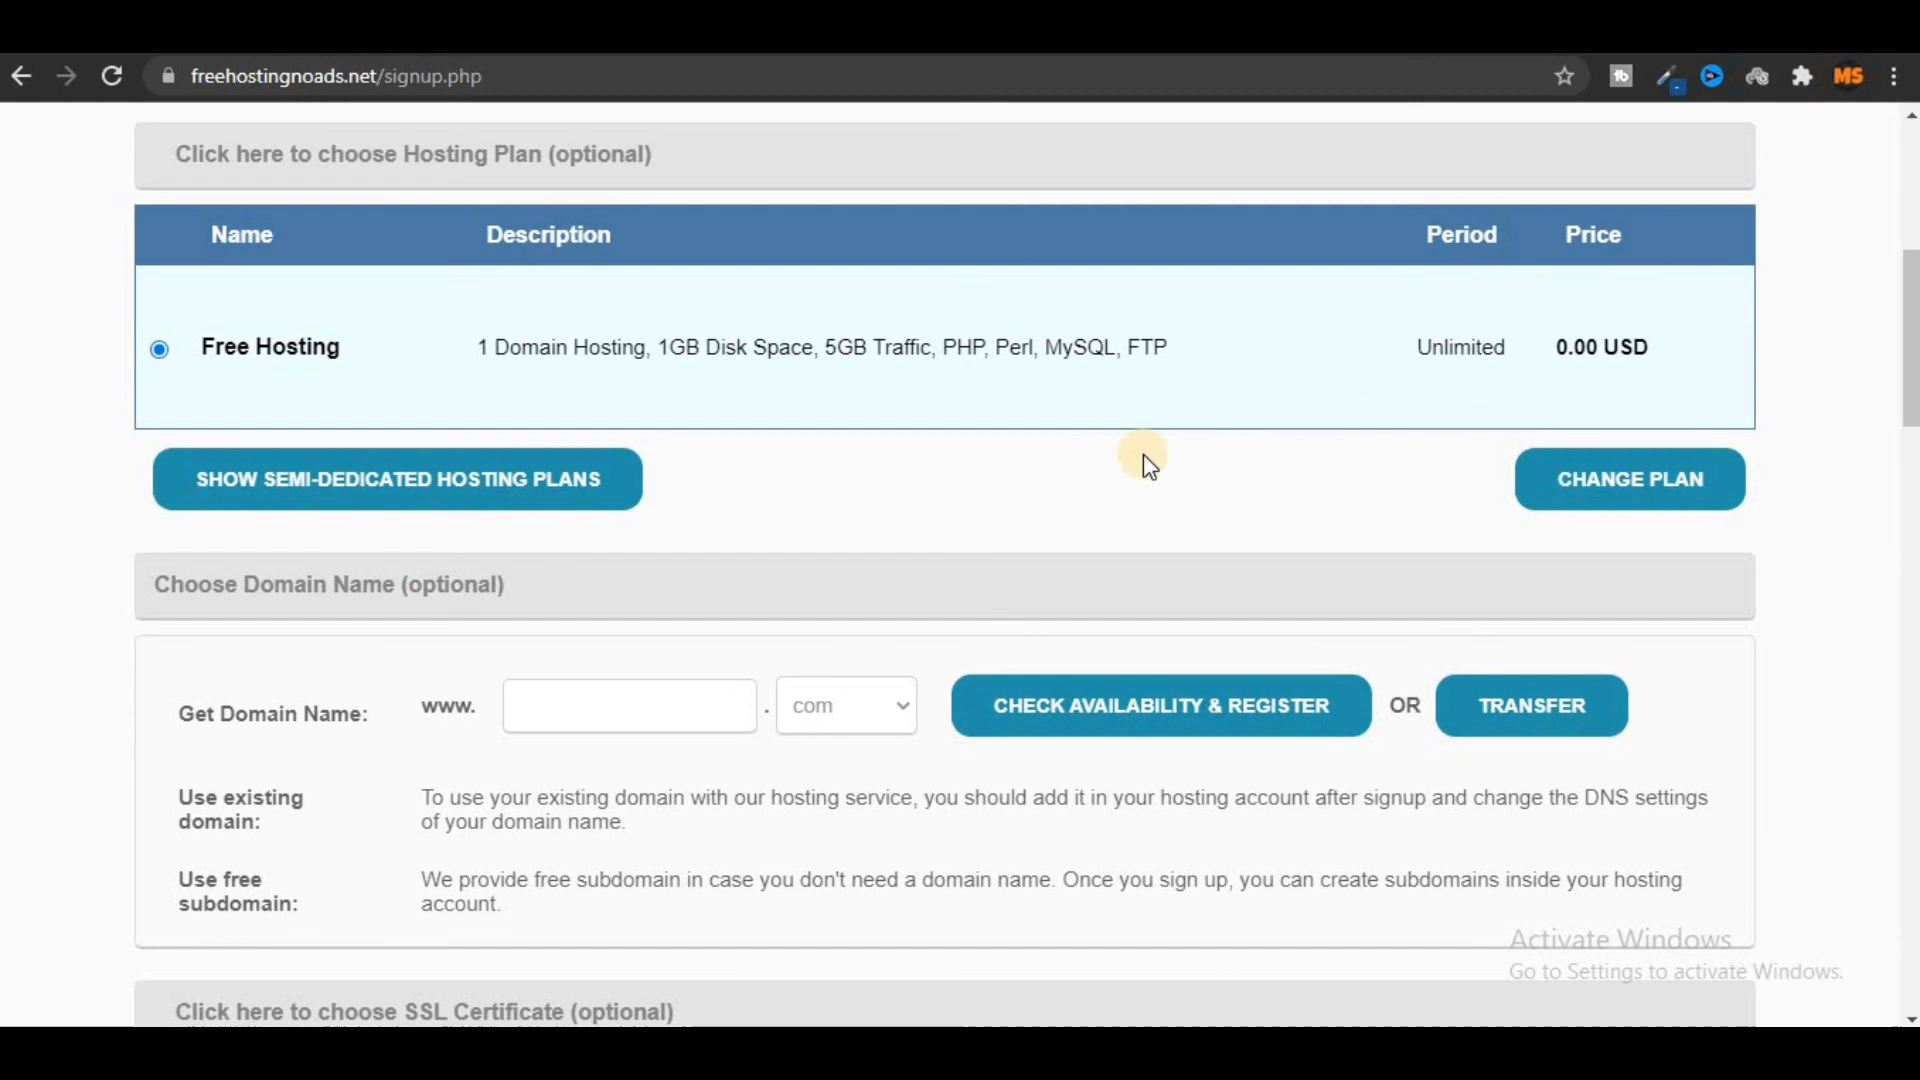 freehostingnoads.net/signup.php
MS
Click here to choose Hosting Plan (optional)
Name Description Period Price
Free Hosting 1 Domain Hosting, 1GB Disk Space, 5GB Traffic, PHP, Perl, MySQL, FTP Unlimited 0.00 USD
SHOW SEMI-DEDICATED HOSTING PLANS CHANGE PLAN
Choose Domain Name (optional)
Get Domain Name: www. . com CHECK AVAILABILITY & REGISTER OR TRANSFER
Use existing
domain:
To use your existing domain with our hosting service, you should add it in your hosting account after signup and change the DNS settings
of your domain name.
Use free
subdomain:
We provide free subdomain in case you don't need a domain name. Once you sign up, you can create subdomains inside your hosting
account.
Activate Windows
Go to Settings to activate Windows.
Click here to choose SSL Certificate (optional)